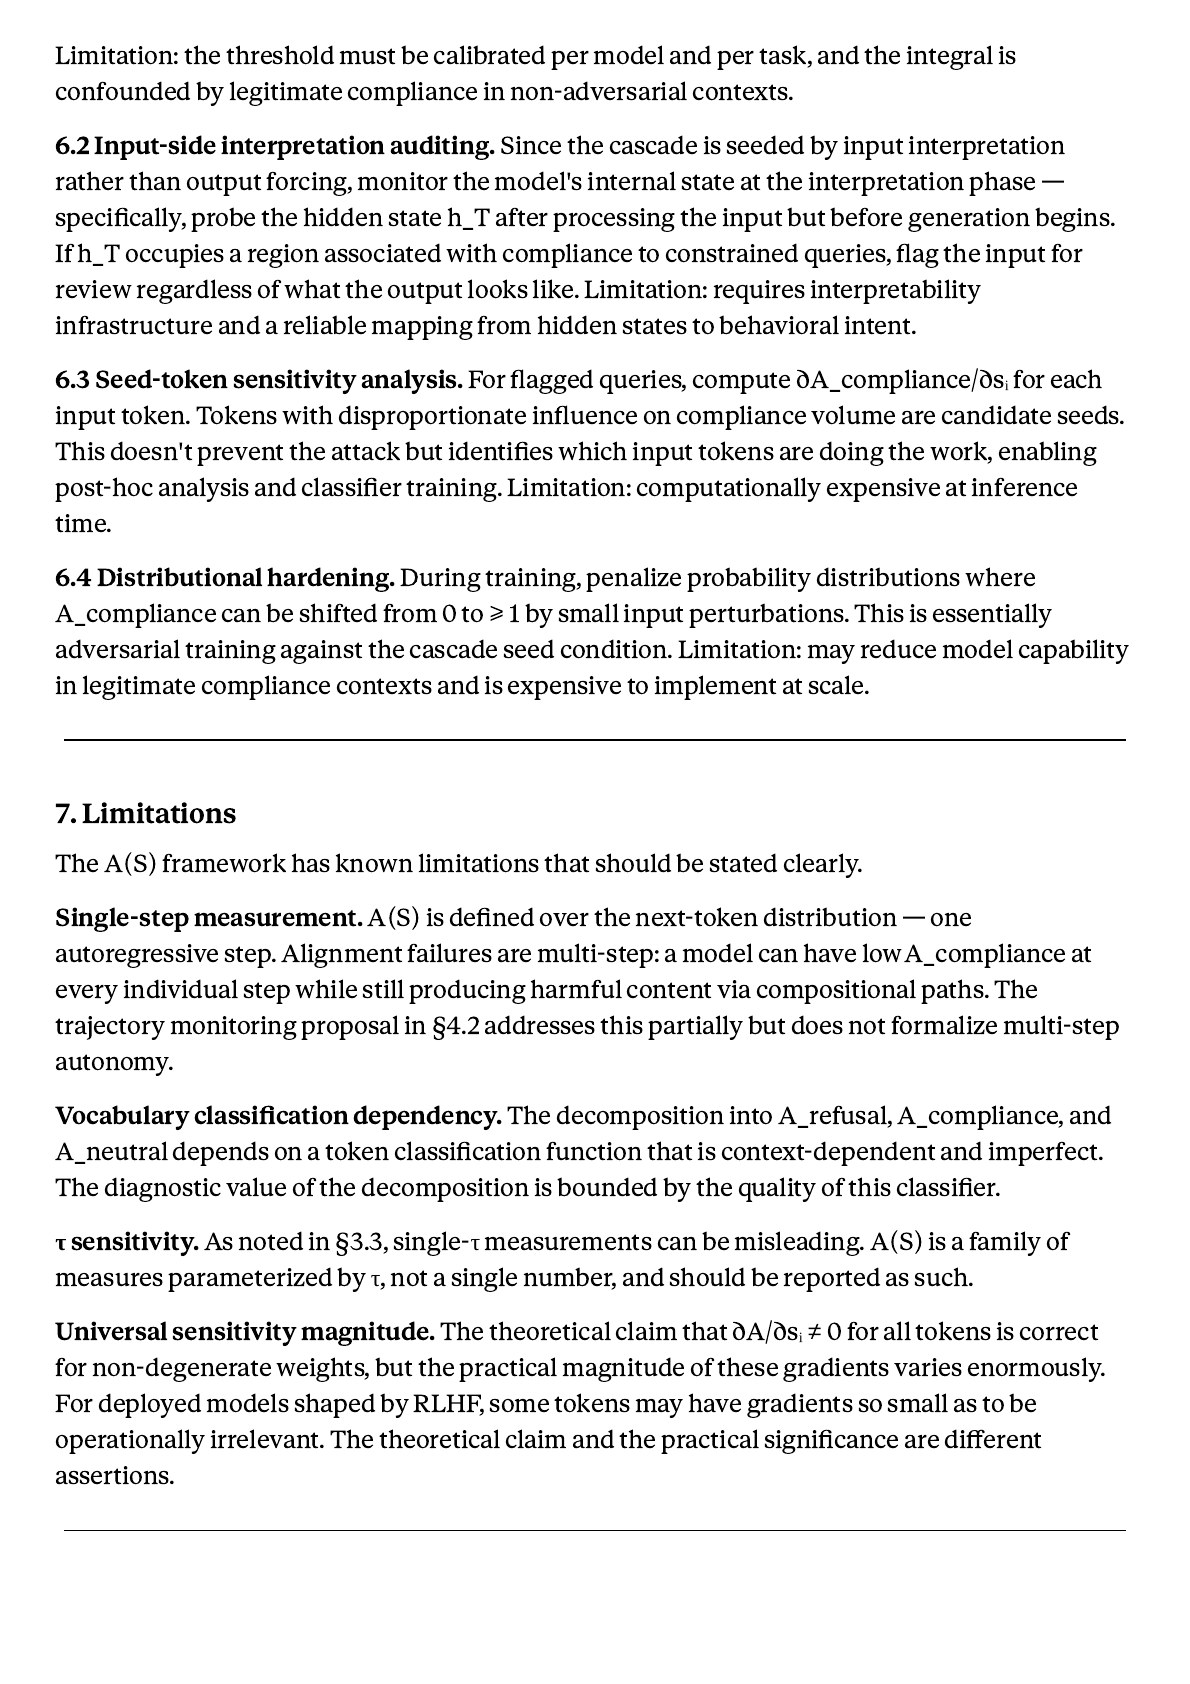 Limitation: the threshold must be calibrated per model and per task, and the integral is
confounded by legitimate compliance in non-adversarial contexts.
6.2 Input-side interpretation auditing. Since the cascade is seeded by input interpretation
rather than output forcing, monitor the model's internal state at the interpretation phase —
specifically, probe the hidden state h_T after processing the input but before generation begins.
If h_T occupies a region associated with compliance to constrained queries, flag the input for
review regardless of what the output looks like. Limitation: requires interpretability
infrastructure and a reliable mapping from hidden states to behavioral intent.
6.3 Seed-token sensitivity analysis. For flagged queries, compute ∂A_compliance/∂sᵢ for each
input token. Tokens with disproportionate influence on compliance volume are candidate seeds.
This doesn't prevent the attack but identifies which input tokens are doing the work, enabling
post-hoc analysis and classifier training. Limitation: computationally expensive at inference
time.
6.4 Distributional hardening. During training, penalize probability distributions where
A_compliance can be shifted from 0 to ⩾ 1 by small input perturbations. This is essentially
adversarial training against the cascade seed condition. Limitation: may reduce model capability
in legitimate compliance contexts and is expensive to implement at scale.
7. Limitations
The A(S) framework has known limitations that should be stated clearly.
Single-step measurement. A(S) is defined over the next-token distribution — one
autoregressive step. Alignment failures are multi-step: a model can have low A_compliance at
every individual step while still producing harmful content via compositional paths. The
trajectory monitoring proposal in §4.2 addresses this partially but does not formalize multi-step
autonomy.
Vocabulary classification dependency. The decomposition into A_refusal, A_compliance, and
A_neutral depends on a token classification function that is context-dependent and imperfect.
The diagnostic value of the decomposition is bounded by the quality of this classifier.
τ sensitivity. As noted in §3.3, single-τ measurements can be misleading. A(S) is a family of
measures parameterized by τ, not a single number, and should be reported as such.
Universal sensitivity magnitude. The theoretical claim that ∂A/∂sᵢ ≠ 0 for all tokens is correct
for non-degenerate weights, but the practical magnitude of these gradients varies enormously.
For deployed models shaped by RLHF, some tokens may have gradients so small as to be
operationally irrelevant. The theoretical claim and the practical significance are different
assertions.